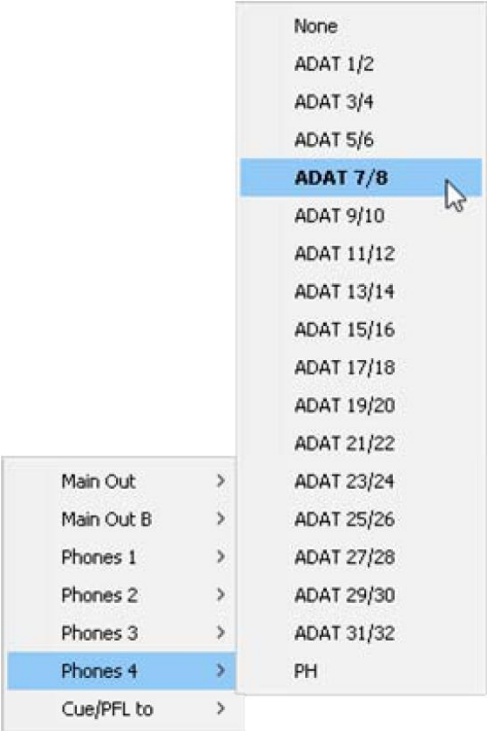 None
ADAT 1/2
ADAT 3/4
ADAT 5/6
ADAT 7/8
ADAT 9/10
ADAT 11/12
ADAT 13/14
ADAT 15/16
ADAT 17/18
ADAT 19/20
ADAT 21/22
ADAT 23/24
ADAT 25/26
ADAT 27/28
ADAT 29/30
ADAT 31/32
PH
Main Out
Main Out B
Phones 1
Phones 2
Phones 3
Phones 4
Cue/PFL to